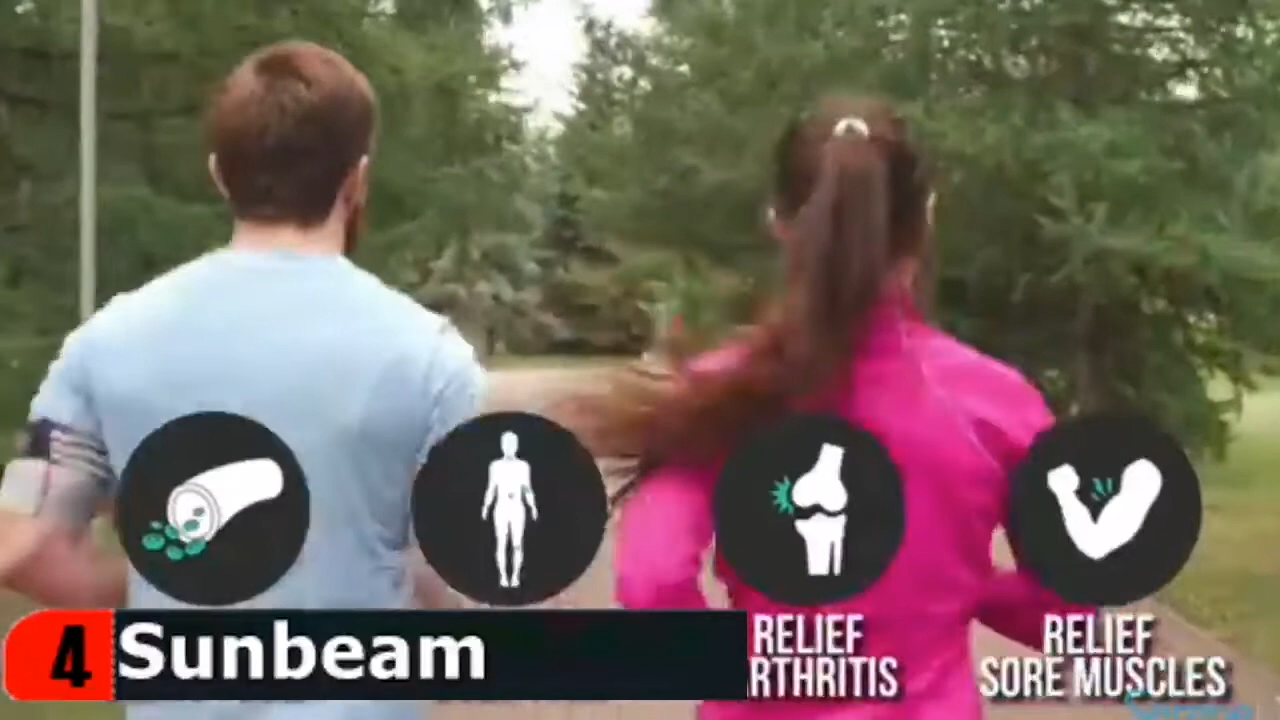 4 Sunbeam
RELIEF
RTHRITIS
RELIEF
SORE MUSCLES